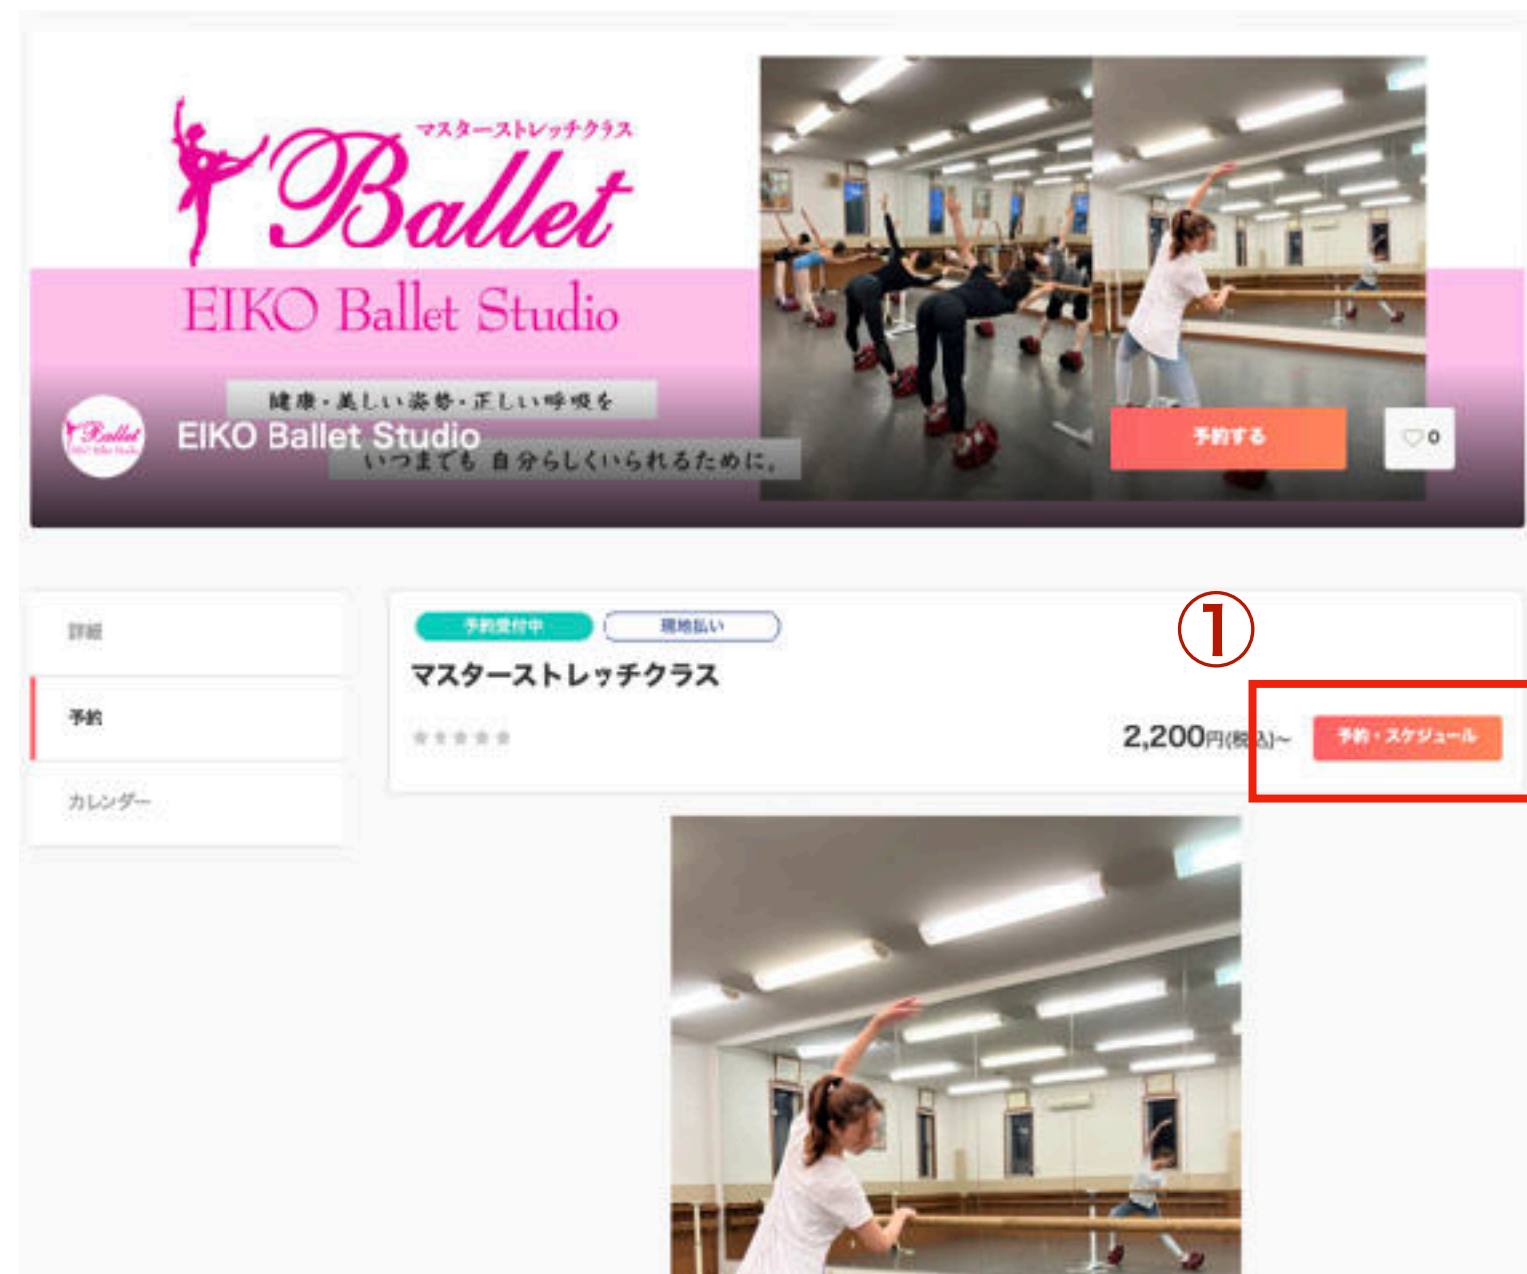 マスターストレッチクラス
Ballet
EIKO Ballet Studio
健康・美しい姿勢・正しい呼吸を
いつまでも 自分らしくいられるために。
Ballet
EIKO Ballet Studio
予約する
0
詳細
予約
カレンダー
予約受付中
現地払い
マスターストレッチクラス
①
2,200円(税込)~
予約・スケジュール